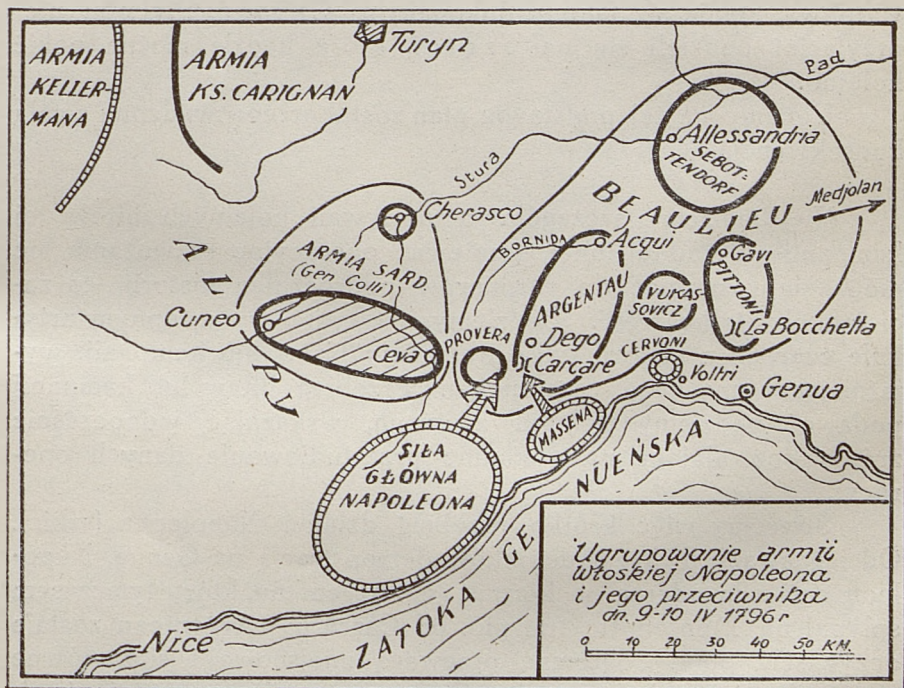 ARMIA
KELLER-
MANA
ARMIA
KS. CARIGNAN
Turyn
Pad
Allessandria
SEBOT-
TENDORF
Stura
Cherasco
BEAULIEU
Medjolan
ALPY
ARMIA SARD.
(Gen. Colli)
BORNIDA
Acqui
Gavi
PITTONI
ARGENTAU
VUKAS-
SOVICZ
Cuneo
Ceva
PROVERA
Dego
Carcare
CERVONI
La Bocchetta
Voltri
Genua
MASSENA
SIŁA
GŁÓWNA
NAPOLEONA
ZATOKA GENUEŃSKA
Nice
Ugrupowanie armii
włoskiej Napoleona
i jego przeciwnika
dn. 9-10 IV 1796 r
0 10 20 30 40 50 KM.